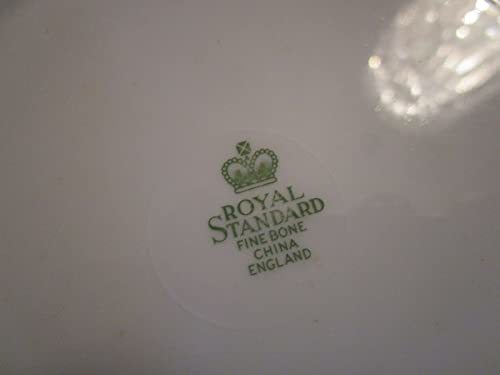 ROYAL
STANDARD
FINE BONE
CHINA
ENGLAND